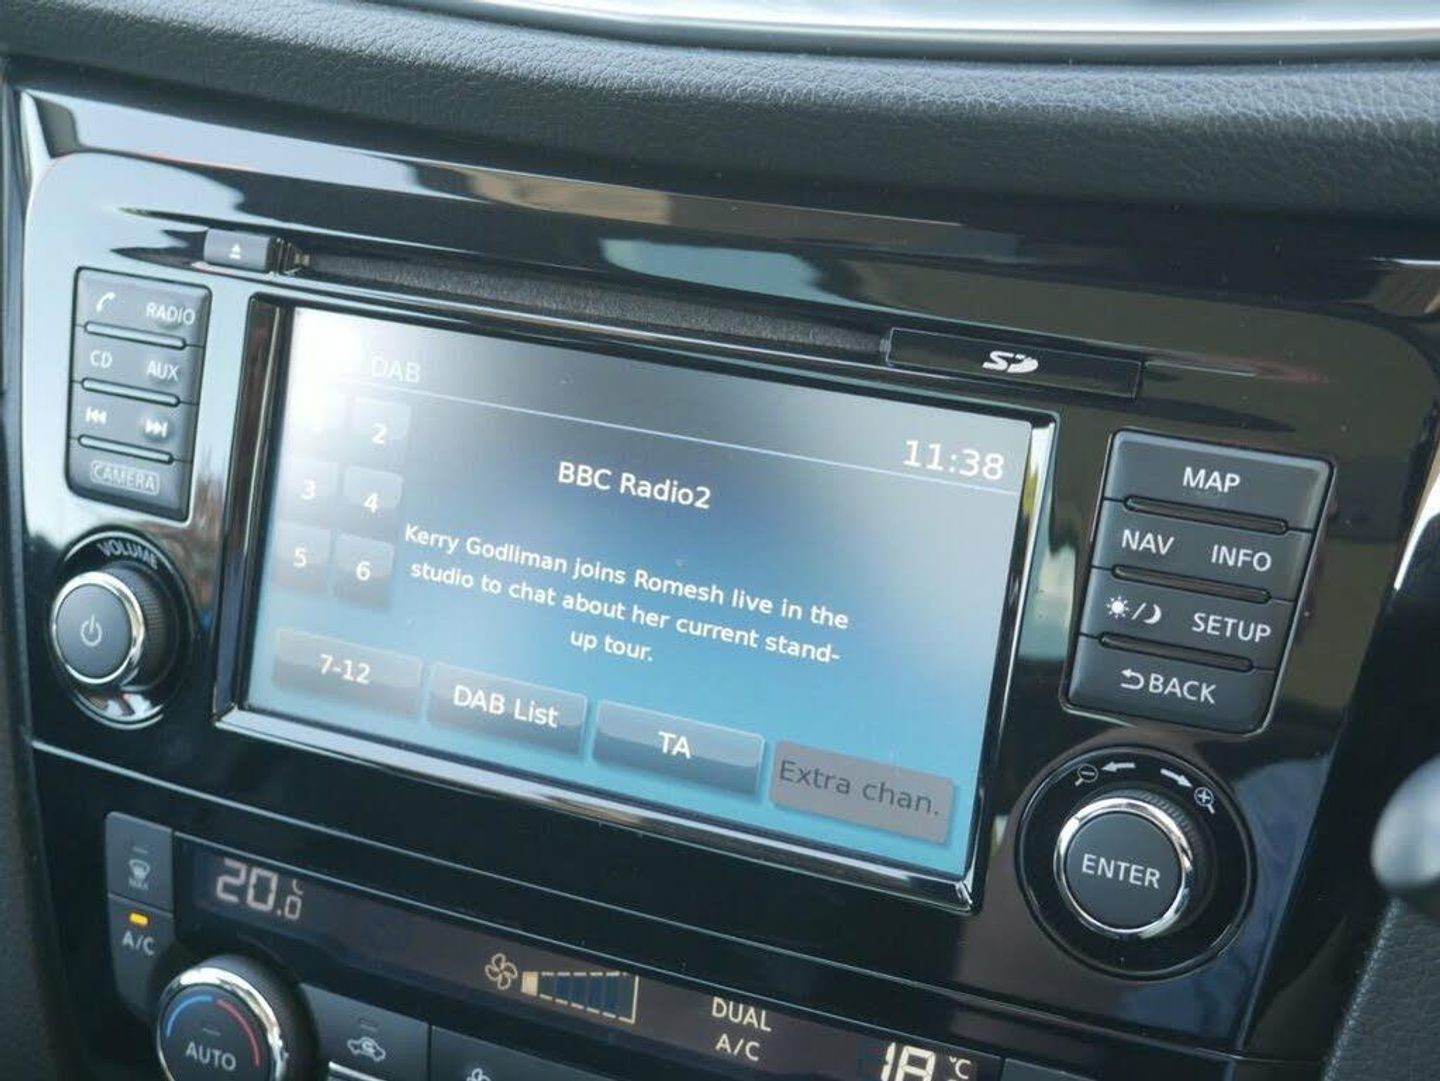 RADIO
CD AUX
CAMERA
VOLUME
DAB
11:38
BBC Radio2
2
3 4
5 6
Kerry Godliman joins Romesh live in the
studio to chat about her current stand-
up tour.
7-12
DAB List
TA
Extra chan.
SD
MAP
NAV INFO
SETUP
BACK
ENTER
20.0
A/C
AUTO
DUAL
A/C
18 °C